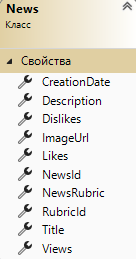 News
Класс
Свойства
CreationDate
Description
Dislikes
ImageUrl
Likes
NewsId
NewsRubric
RubricId
Title
Views